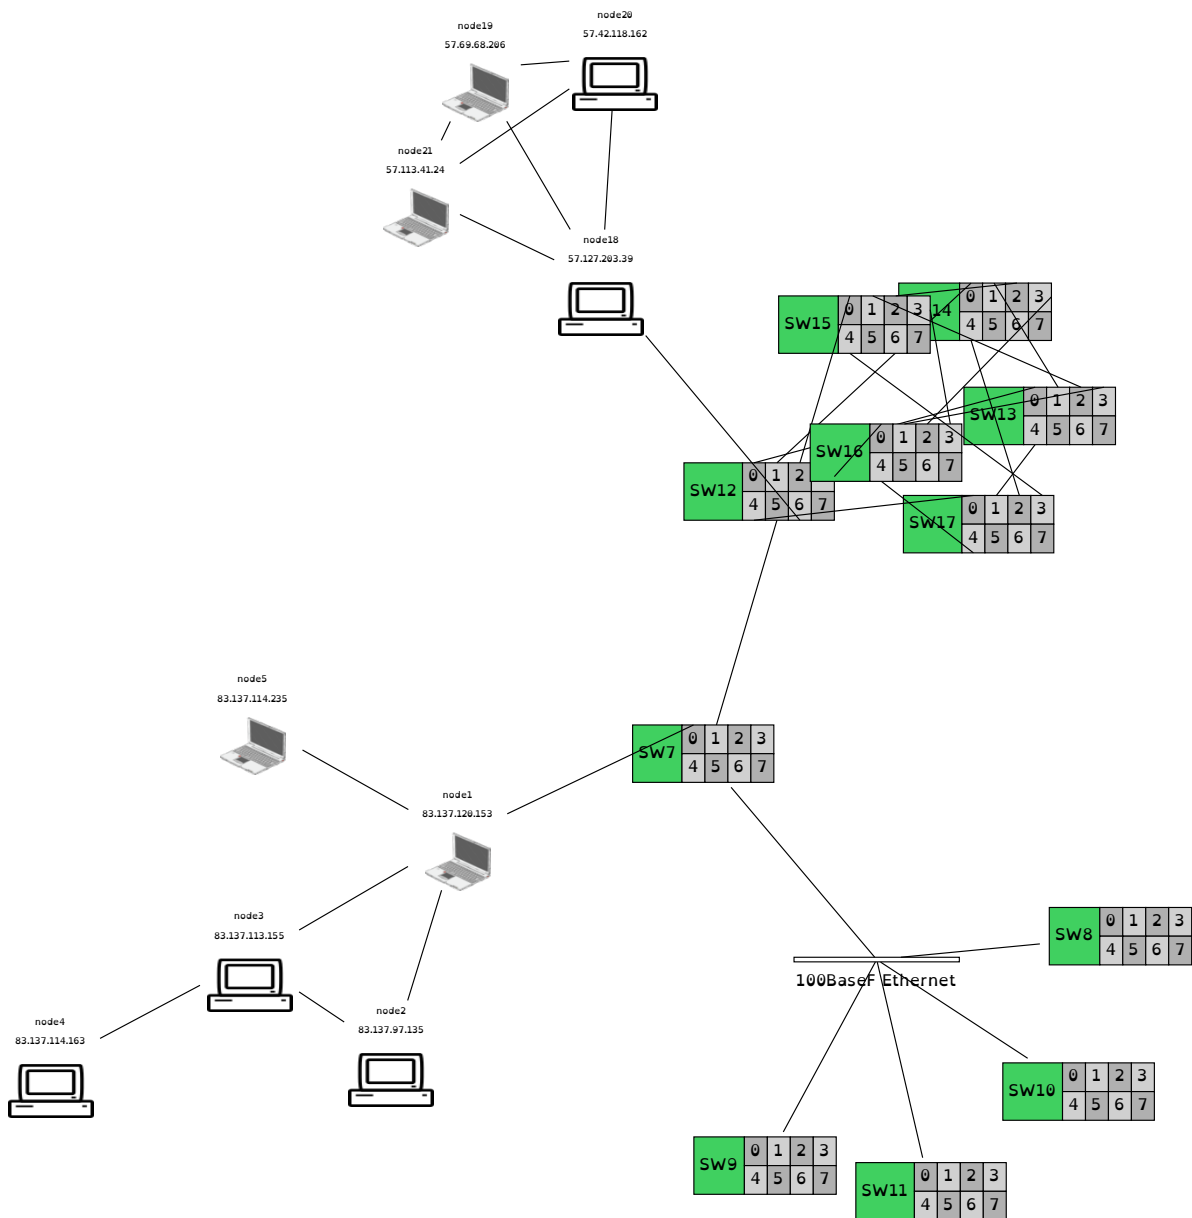 node20
57.42.118.162
node19
57.69.68.206
node21
57.113.41.24
node18
57.127.203.39
14
0 1 2 3
4 5 6 7
SW15
0 1 2 3
4 5 6 7
SW13
0 1 2 3
4 5 6 7
SW16
0 1 2 3
4 5 6 7
SW12
0 1 2
4 5 6 7
SW17
0 1 2 3
4 5 6 7
node5
83.137.114.235
SW7
0 1 2 3
4 5 6 7
node1
83.137.120.153
node3
83.137.113.155
SW8
0 1 2 3
4 5 6 7
100BaseF Ethernet
node2
83.137.97.135
node4
83.137.114.163
SW10
0 1 2 3
4 5 6 7
SW9
0 1 2 3
4 5 6 7
SW11
0 1 2 3
4 5 6 7